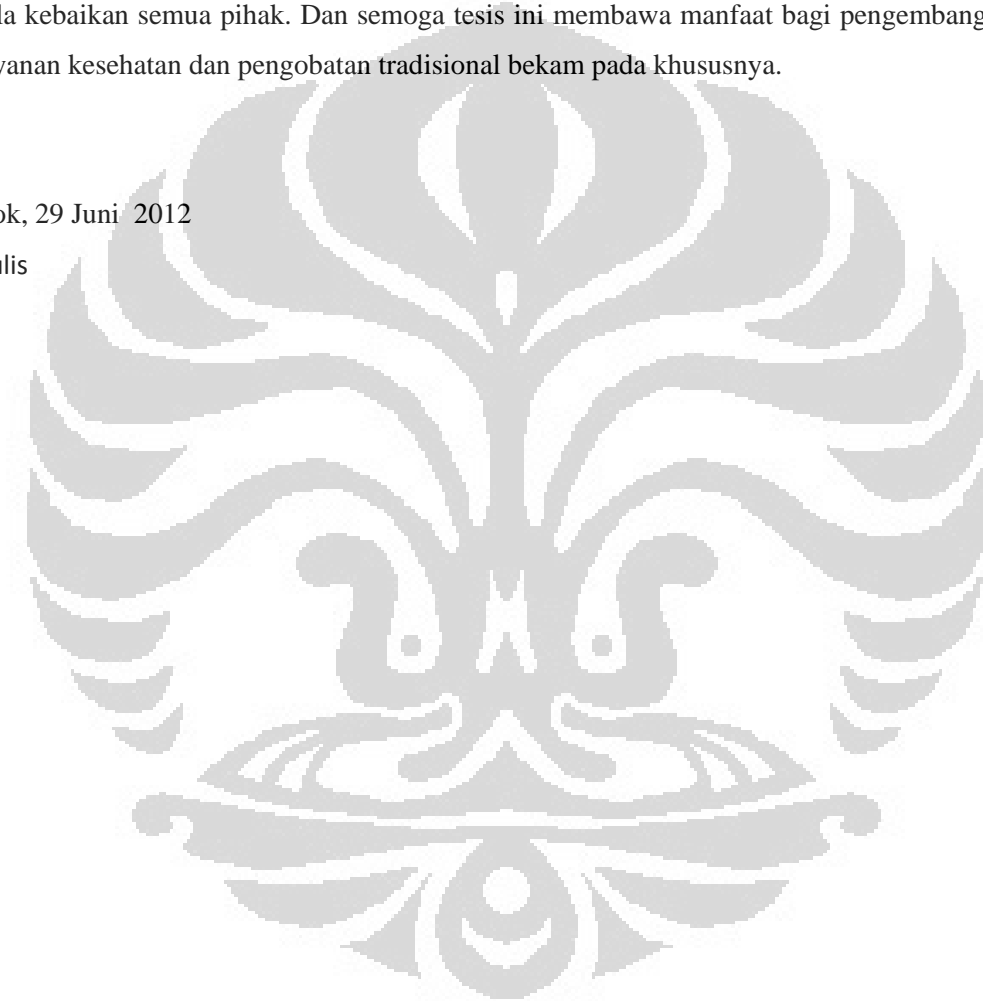 la kebaikan semua pihak. Dan semoga tesis ini membawa manfaat bagi pengembang
yanan kesehatan dan pengobatan tradisional bekam pada khususnya.
ok, 29 Juni 2012
ulis